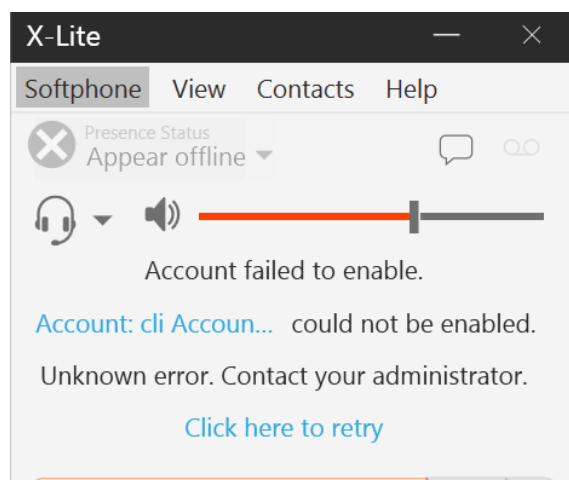 X-Lite
Softphone View Contacts Help
Presence Status
Appear offline
Account failed to enable.
Account: cli Accoun... could not be enabled.
Unknown error. Contact your administrator.
Click here to retry